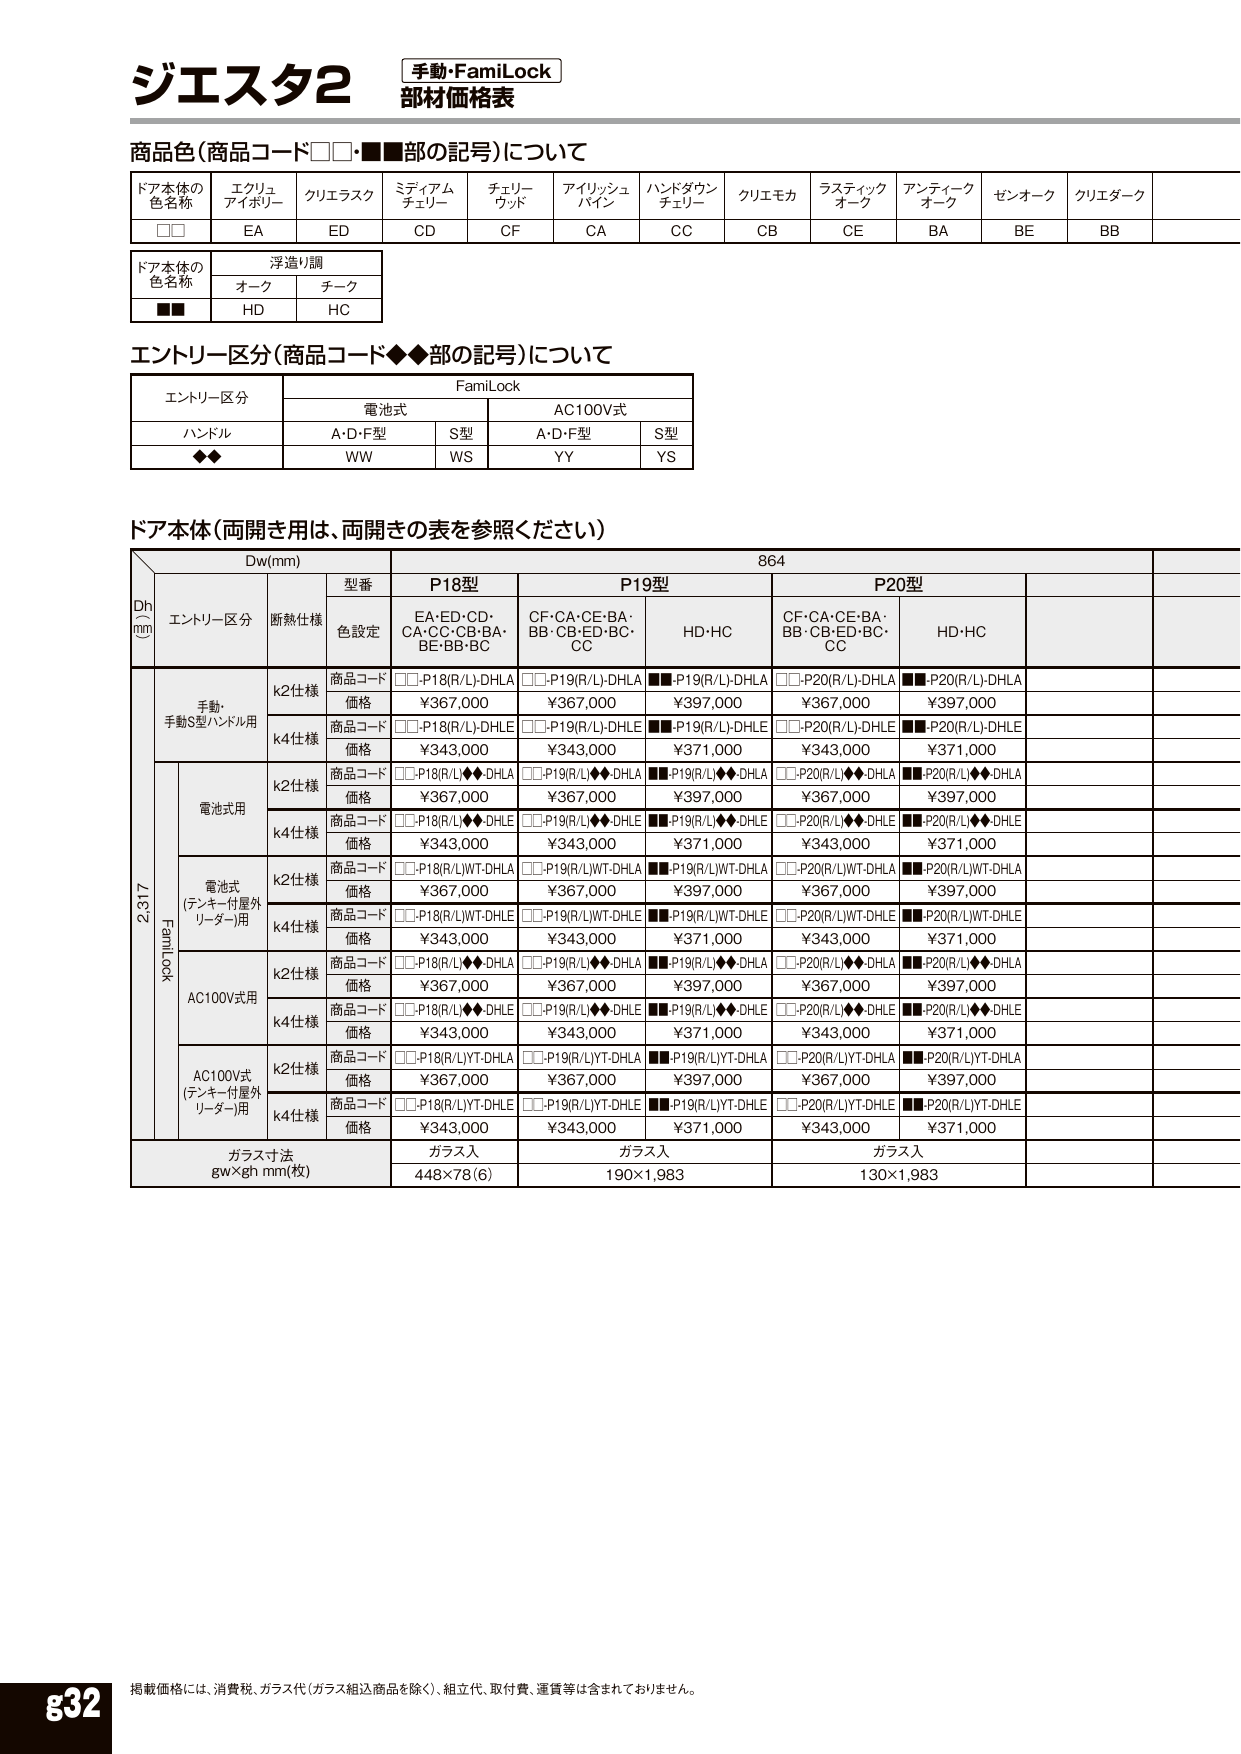 ジエスタ2
手動・FamiLock
部材価格表
商品色（商品コード□□・■■部の記号）について
ドア本体の色名称 エクリュアイボリー クリエラスク ミディアムチェリー チェリーウッド アイリッシュパイン ハンドダウンチェリー クリエモカ ラスティックオーク アンティークオーク ゼンオーク クリエダーク
□□ EA ED CD CF CA CC CB CE BA BE BB
ドア本体の色名称 浮造り調
オーク チーク
■■ HD HC
エントリー区分（商品コード◆◆部の記号）について
エントリー区分 FamiLock
電池式 AC100V式
ハンドル A・D・F型 S型 A・D・F型 S型
◆◆ WW WS YY YS
ドア本体（両開き用は、両開きの表を参照ください）
Dw(mm) 864
Dh(mm) エントリー区分 断熱仕様 型番 P18型 P19型 P20型
色設定 EA・ED・CD・CA・CC・CB・BA・BE・BB・BC CF・CA・CE・BA・BB・CB・ED・BC・CC HD・HC CF・CA・CE・BA・BB・CB・ED・BC・CC HD・HC
2,317
手動・手動S型ハンドル用 k2仕様 商品コード □□-P18(R/L)-DHLA □□-P19(R/L)-DHLA ■■-P19(R/L)-DHLA □□-P20(R/L)-DHLA ■■-P20(R/L)-DHLA
価格 ¥367,000 ¥367,000 ¥397,000 ¥367,000 ¥397,000
k4仕様 商品コード □□-P18(R/L)-DHLE □□-P19(R/L)-DHLE ■■-P19(R/L)-DHLE □□-P20(R/L)-DHLE ■■-P20(R/L)-DHLE
価格 ¥343,000 ¥343,000 ¥371,000 ¥343,000 ¥371,000
FamiLock
電池式用 k2仕様 商品コード □□-P18(R/L)◆◆-DHLA □□-P19(R/L)◆◆-DHLA ■■-P19(R/L)◆◆-DHLA □□-P20(R/L)◆◆-DHLA ■■-P20(R/L)◆◆-DHLA
価格 ¥367,000 ¥367,000 ¥397,000 ¥367,000 ¥397,000
k4仕様 商品コード □□-P18(R/L)◆◆-DHLE □□-P19(R/L)◆◆-DHLE ■■-P19(R/L)◆◆-DHLE □□-P20(R/L)◆◆-DHLE ■■-P20(R/L)◆◆-DHLE
価格 ¥343,000 ¥343,000 ¥371,000 ¥343,000 ¥371,000
電池式(テンキー付屋外リーダー)用 k2仕様 商品コード □□-P18(R/L)WT-DHLA □□-P19(R/L)WT-DHLA ■■-P19(R/L)WT-DHLA □□-P20(R/L)WT-DHLA ■■-P20(R/L)WT-DHLA
価格 ¥367,000 ¥367,000 ¥397,000 ¥367,000 ¥397,000
k4仕様 商品コード □□-P18(R/L)WT-DHLE □□-P19(R/L)WT-DHLE ■■-P19(R/L)WT-DHLE □□-P20(R/L)WT-DHLE ■■-P20(R/L)WT-DHLE
価格 ¥343,000 ¥343,000 ¥371,000 ¥343,000 ¥371,000
AC100V式用 k2仕様 商品コード □□-P18(R/L)◆◆-DHLA □□-P19(R/L)◆◆-DHLA ■■-P19(R/L)◆◆-DHLA □□-P20(R/L)◆◆-DHLA ■■-P20(R/L)◆◆-DHLA
価格 ¥367,000 ¥367,000 ¥397,000 ¥367,000 ¥397,000
k4仕様 商品コード □□-P18(R/L)◆◆-DHLE □□-P19(R/L)◆◆-DHLE ■■-P19(R/L)◆◆-DHLE □□-P20(R/L)◆◆-DHLE ■■-P20(R/L)◆◆-DHLE
価格 ¥343,000 ¥343,000 ¥371,000 ¥343,000 ¥371,000
AC100V式(テンキー付屋外リーダー)用 k2仕様 商品コード □□-P18(R/L)YT-DHLA □□-P19(R/L)YT-DHLA ■■-P19(R/L)YT-DHLA □□-P20(R/L)YT-DHLA ■■-P20(R/L)YT-DHLA
価格 ¥367,000 ¥367,000 ¥397,000 ¥367,000 ¥397,000
k4仕様 商品コード □□-P18(R/L)YT-DHLE □□-P19(R/L)YT-DHLE ■■-P19(R/L)YT-DHLE □□-P20(R/L)YT-DHLE ■■-P20(R/L)YT-DHLE
価格 ¥343,000 ¥343,000 ¥371,000 ¥343,000 ¥371,000
ガラス寸法 ガラス入 ガラス入 ガラス入
gw×gh mm(枚) 448×78（6） 190×1,983 130×1,983
g32
掲載価格には、消費税、ガラス代（ガラス組込商品を除く）、組立代、取付費、運賃等は含まれておりません。